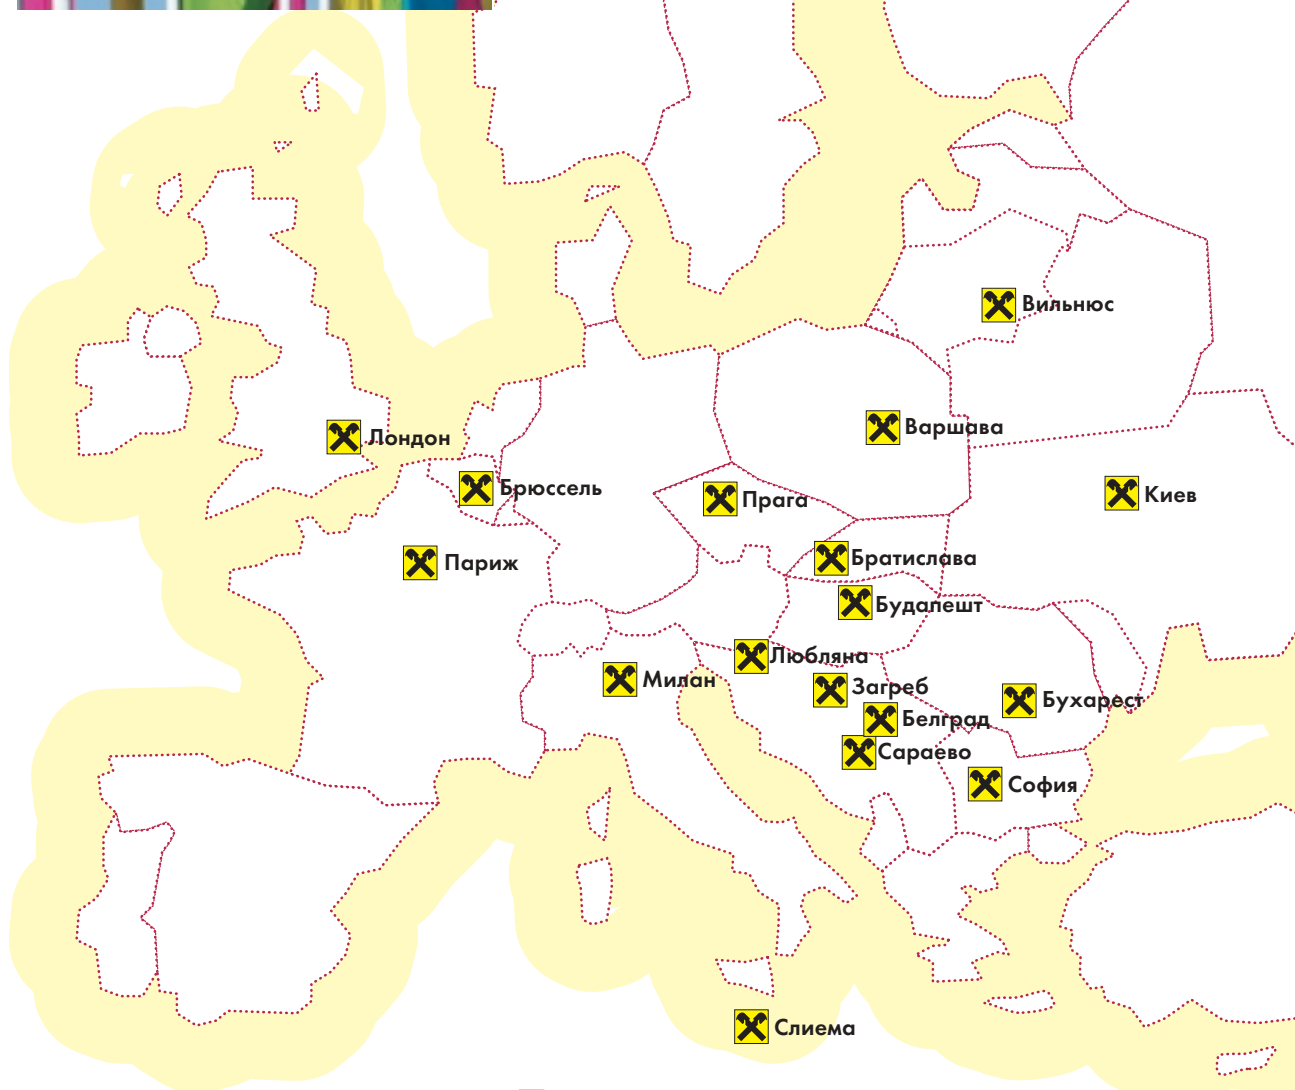 Вильнюс
Варшава
Лондон
Брюссель
Прага
Киев
Париж
Братислава
Будапешт
Любляна
Милан
Загреб
Бухарест
Белград
Сараево
София
Слиема